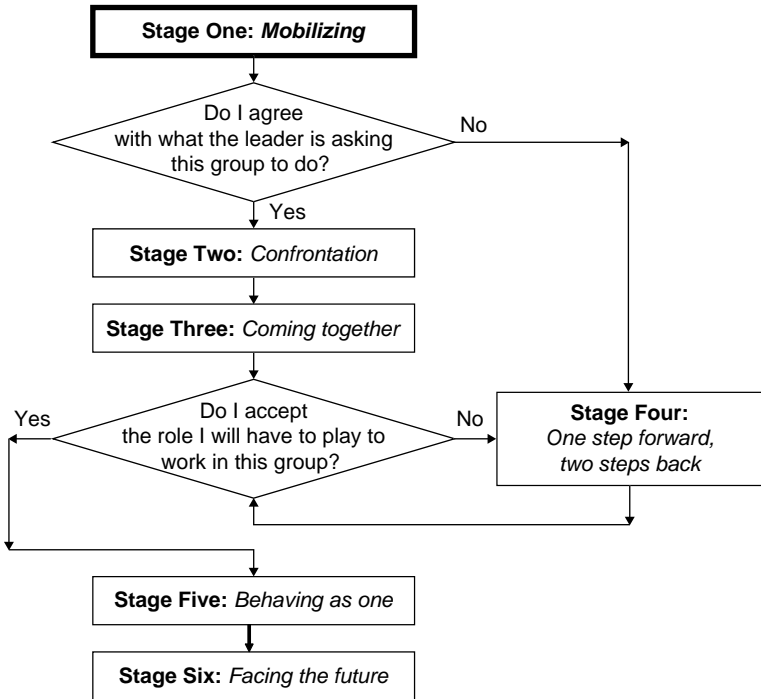 Stage One: Mobilizing
Do I agree
with what the leader is asking
this group to do?
No
Yes
Stage Two: Confrontation
Stage Three: Coming together
Yes
Do I accept
the role I will have to play to
work in this group?
No
Stage Four:
One step forward,
two steps back
Stage Five: Behaving as one
Stage Six: Facing the future